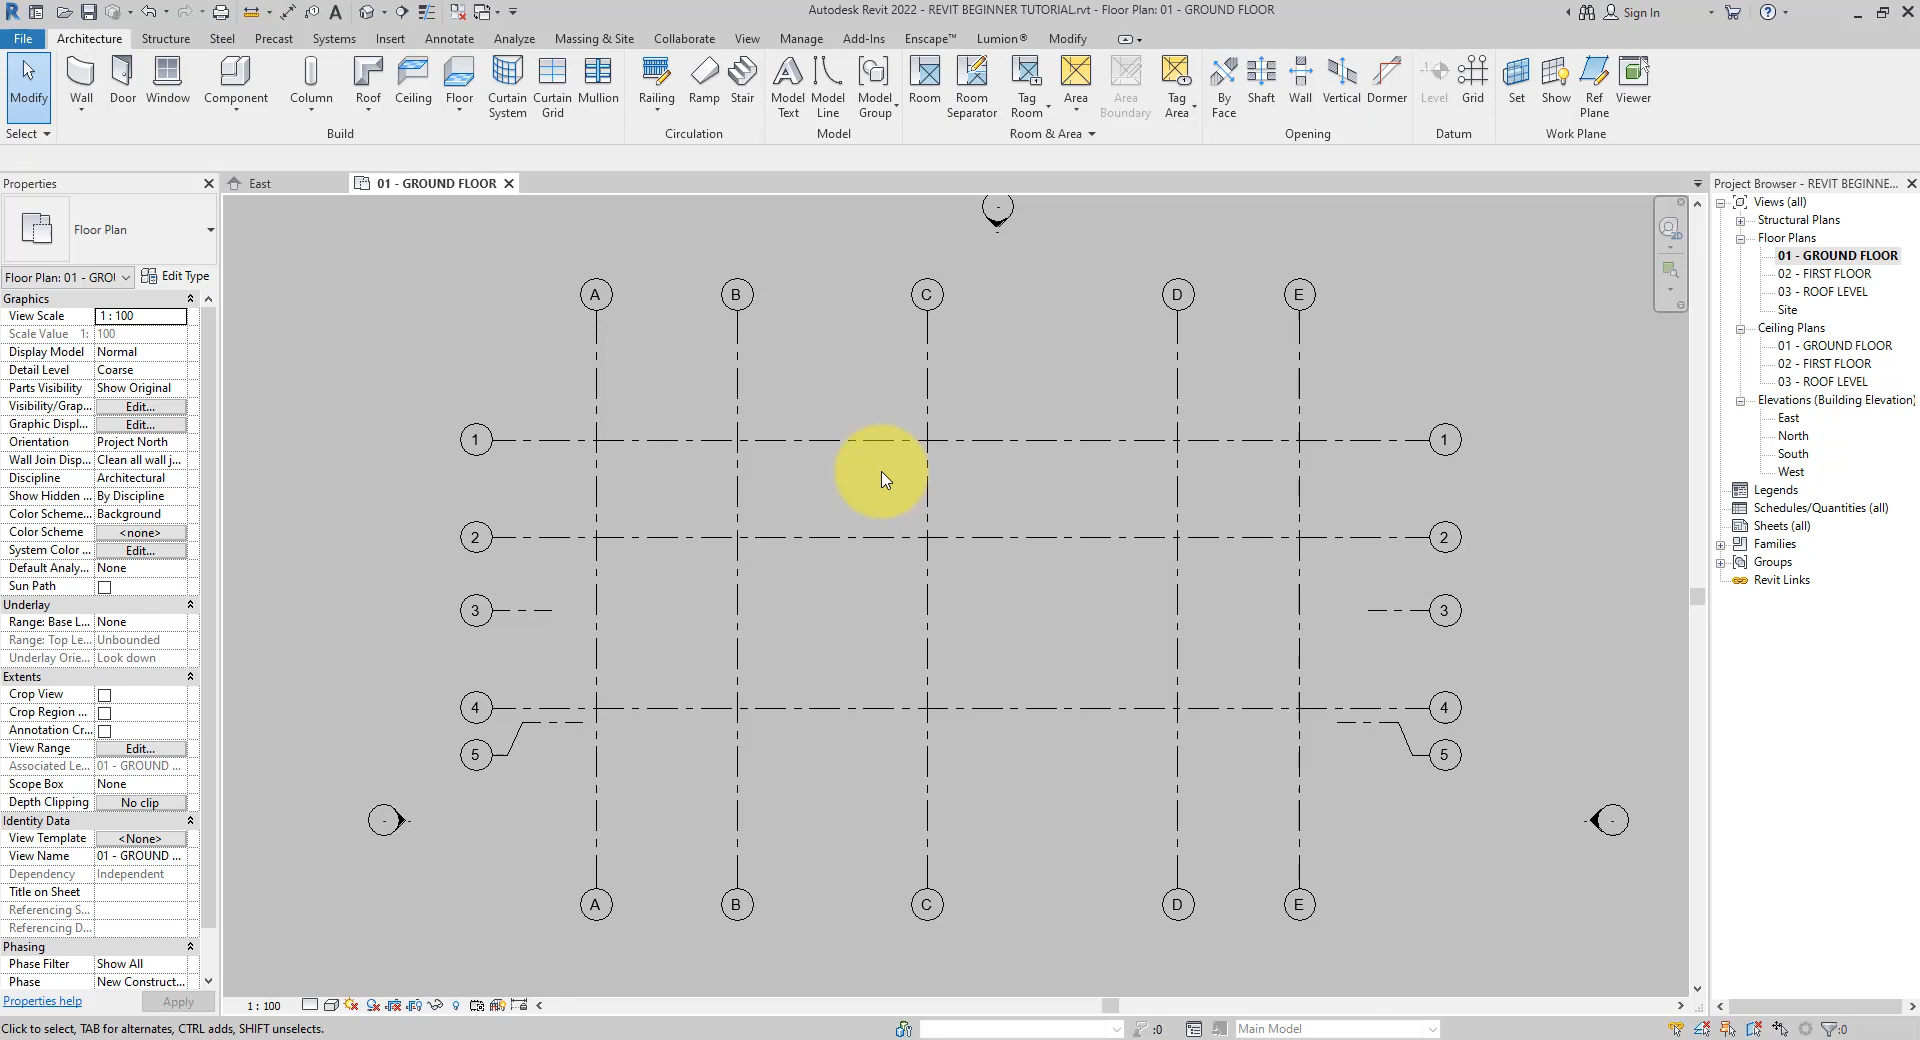 Autodesk Revit 2022 - REVIT BEGINNER TUTORIAL.rvt - Floor Plan: 01 - GROUND FLOOR
Sign In
File Architecture Structure Steel Precast Systems Insert Annotate Analyze Massing & Site Collaborate View Manage Add-Ins Enscape™ Lumion® Modify
Modify Wall Door Window Component Column Roof Ceiling Floor Curtain System Curtain Grid Mullion Railing Ramp Stair Model Text Model Line Model Group Room Room Separator Tag Room Area Area Boundary Tag Area By Face Shaft Wall Vertical Dormer Level Grid Set Show Ref Plane Viewer
Select Build Circulation Model Room & Area Opening Datum Work Plane
Properties
Floor Plan
Floor Plan: 01 - GRO Edit Type
Graphics
View Scale 1 : 100
Scale Value 1: 100
Display Model Normal
Detail Level Coarse
Parts Visibility Show Original
Visibility/Grap... Edit...
Graphic Displ... Edit...
Orientation Project North
Wall Join Disp... Clean all wall j...
Discipline Architectural
Show Hidden ... By Discipline
Color Scheme... Background
Color Scheme <none>
System Color ... Edit...
Default Analy... None
Sun Path
Underlay
Range: Base L... None
Range: Top Le... Unbounded
Underlay Orie... Look down
Extents
Crop View
Crop Region ...
Annotation Cr...
View Range Edit...
Associated Le... 01 - GROUND ...
Scope Box None
Depth Clipping No clip
Identity Data
View Template <None>
View Name 01 - GROUND ...
Dependency Independent
Title on Sheet
Referencing S...
Referencing D...
Phasing
Phase Filter Show All
Phase New Construct...
Properties help Apply
East 01 - GROUND FLOOR
A B C D E
1 1
2 2
3 3
4 4
5 5
A B C D E
2D
1 : 100
Project Browser - REVIT BEGINNE...
Views (all)
Structural Plans
Floor Plans
01 - GROUND FLOOR
02 - FIRST FLOOR
03 - ROOF LEVEL
Site
Ceiling Plans
01 - GROUND FLOOR
02 - FIRST FLOOR
03 - ROOF LEVEL
Elevations (Building Elevation)
East
North
South
West
Legends
Schedules/Quantities (all)
Sheets (all)
Families
Groups
Revit Links
Click to select, TAB for alternates, CTRL adds, SHIFT unselects. :0 Main Model :0